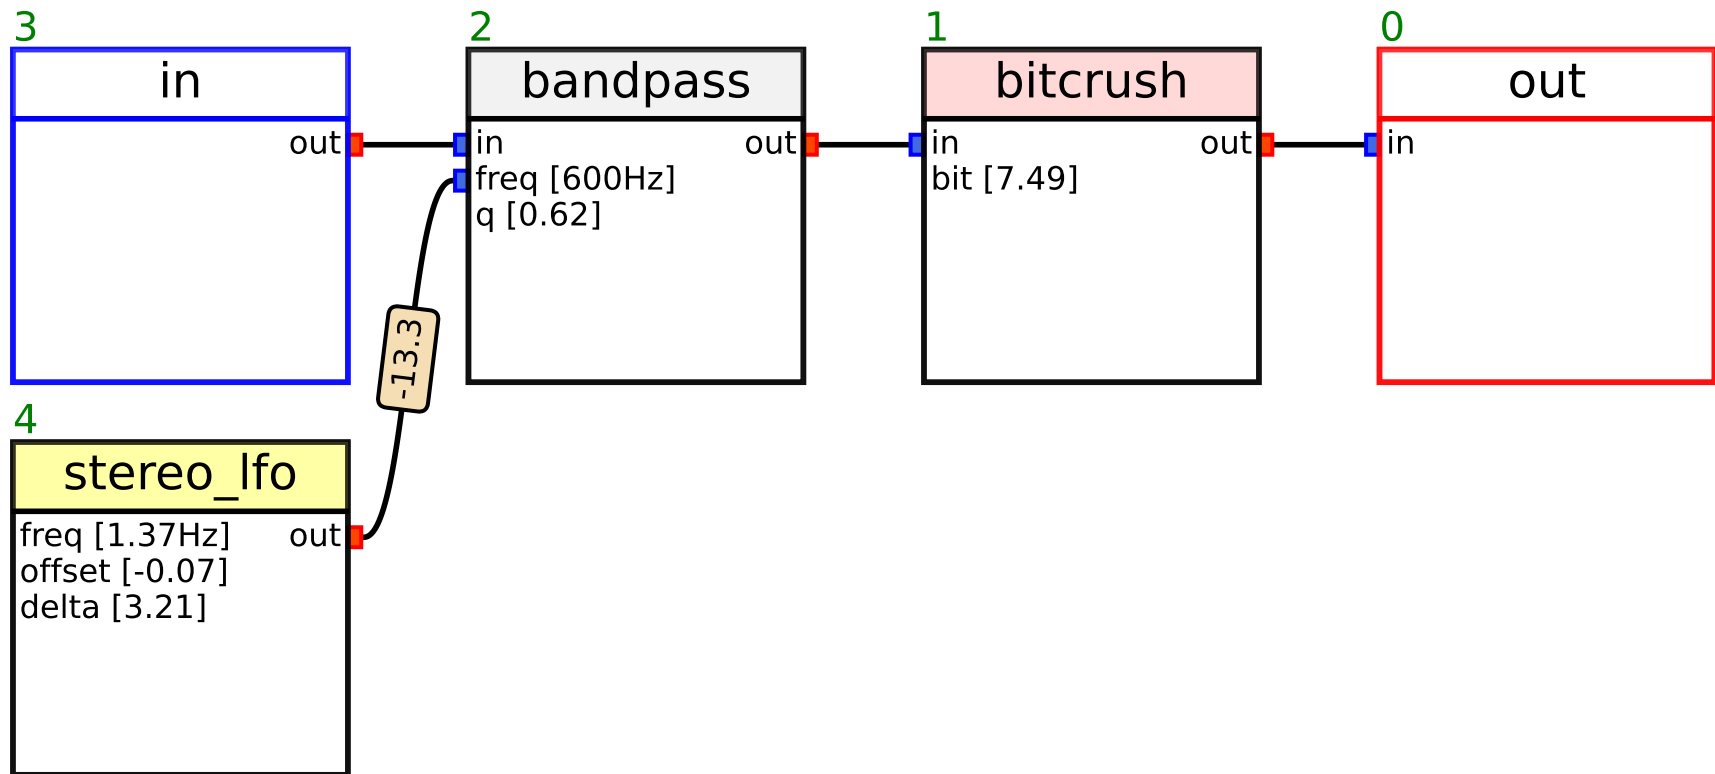 3
in
out
2
bandpass
in
out
freq [600Hz]
q [0.62]
1
bitcrush
in
out
bit [7.49]
0
out
in
-13.3
4
stereo_lfo
freq [1.37Hz]
out
offset [-0.07]
delta [3.21]